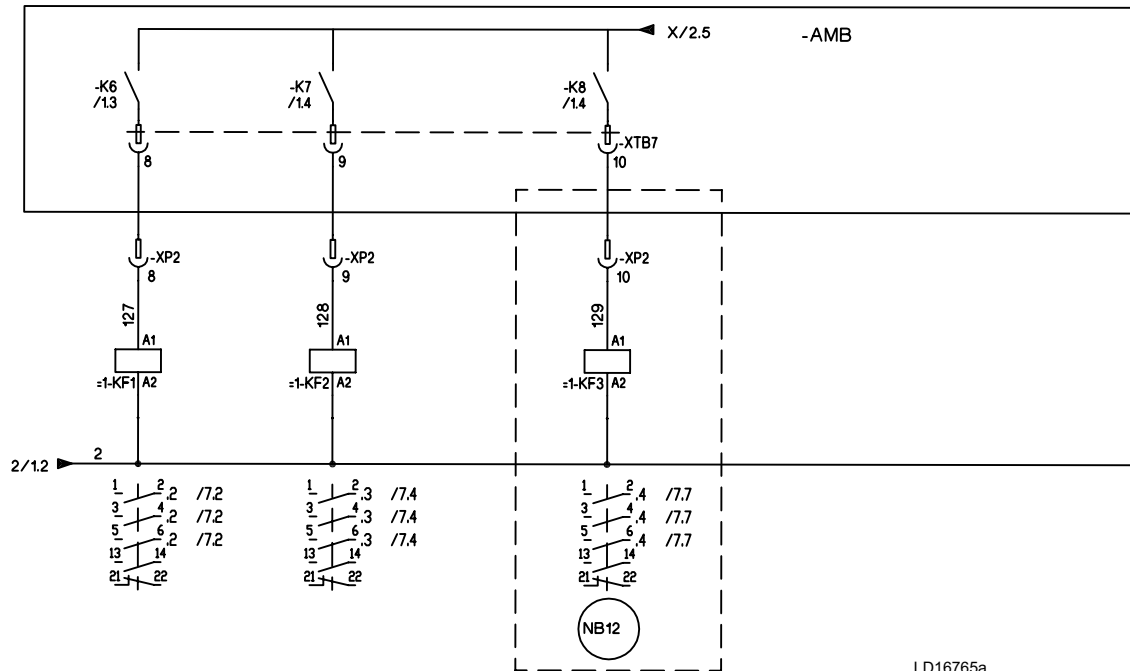 X/2.5
-AMB
-K6
/1.3
-K7
/1.4
-K8
/1.4
8
9
-XTB7
10
-XP2
8
-XP2
9
-XP2
10
127
128
129
A1
=1-KF1 A2
A1
=1-KF2 A2
A1
=1-KF3 A2
2/1.2
2
1 2 .2 /7.2
3 4 .2 /7.2
5 6 .2 /7.2
13 14
21 22
1 2 .3 /7.4
3 4 .3 /7.4
5 6 .3 /7.4
13 14
21 22
1 2 .4 /7.7
3 4 .4 /7.7
5 6 .4 /7.7
13 14
21 22
NB12
LD16765a